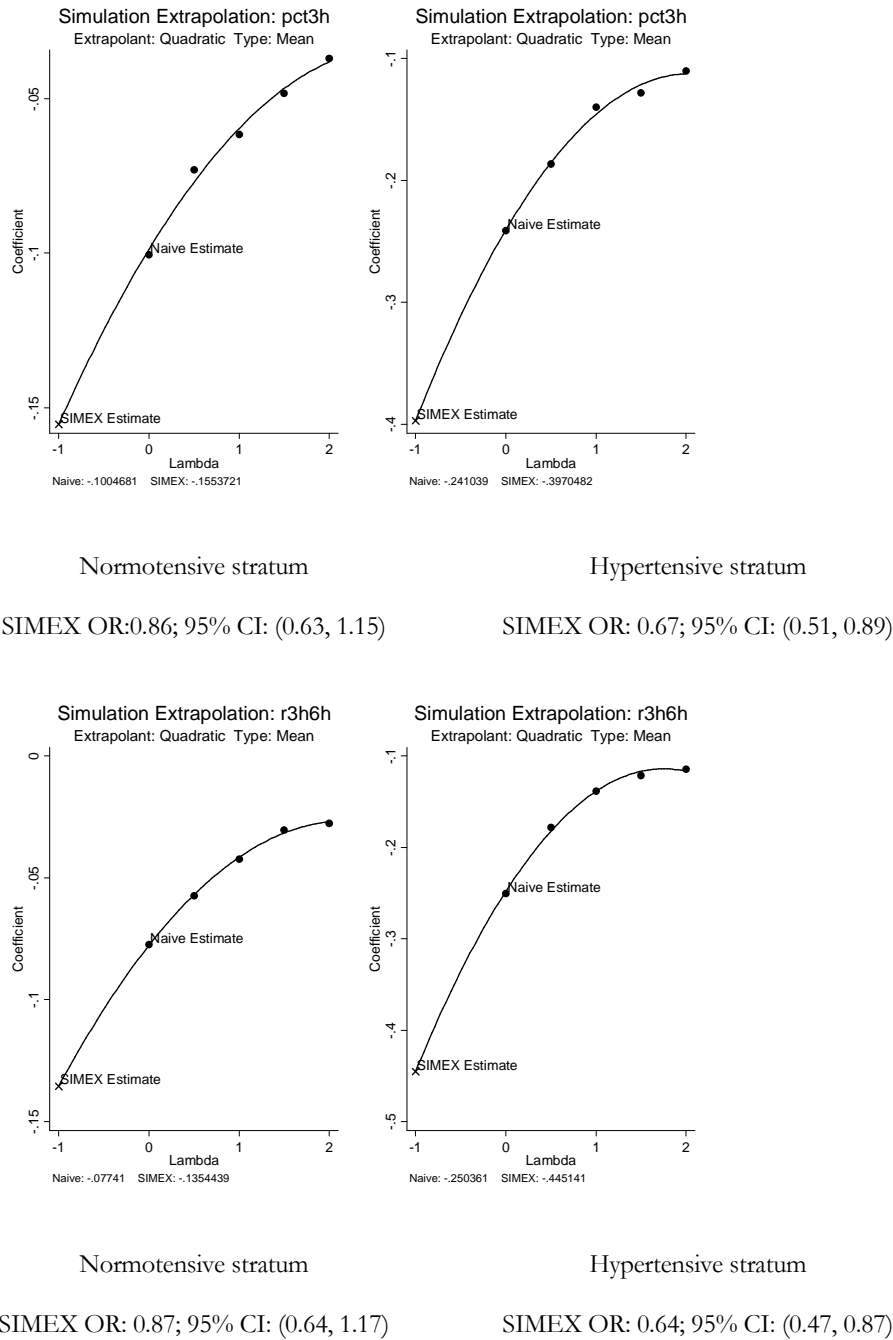 Simulation Extrapolation: pct3h
Extrapolant: Quadratic Type: Mean
Coefficient
-.05
-.1
-.15
Naive Estimate
SIMEX Estimate
-1 0 1 2
Lambda
Naive: -.1004681 SIMEX: -.1553721
Simulation Extrapolation: pct3h
Extrapolant: Quadratic Type: Mean
Coefficient
-.1
-.2
-.3
-.4
Naive Estimate
SIMEX Estimate
-1 0 1 2
Lambda
Naive: -.241039 SIMEX: -.3970482
Normotensive stratum
Hypertensive stratum
SIMEX OR:0.86; 95% CI: (0.63, 1.15)
SIMEX OR: 0.67; 95% CI: (0.51, 0.89)
Simulation Extrapolation: r3h6h
Extrapolant: Quadratic Type: Mean
Coefficient
0
-.05
-.1
-.15
Naive Estimate
SIMEX Estimate
-1 0 1 2
Lambda
Naive: -.07741 SIMEX: -.1354439
Simulation Extrapolation: r3h6h
Extrapolant: Quadratic Type: Mean
Coefficient
-.1
-.2
-.3
-.4
-.5
Naive Estimate
SIMEX Estimate
-1 0 1 2
Lambda
Naive: -.250361 SIMEX: -.445141
Normotensive stratum
Hypertensive stratum
SIMEX OR: 0.87; 95% CI: (0.64, 1.17)
SIMEX OR: 0.64; 95% CI: (0.47, 0.87)